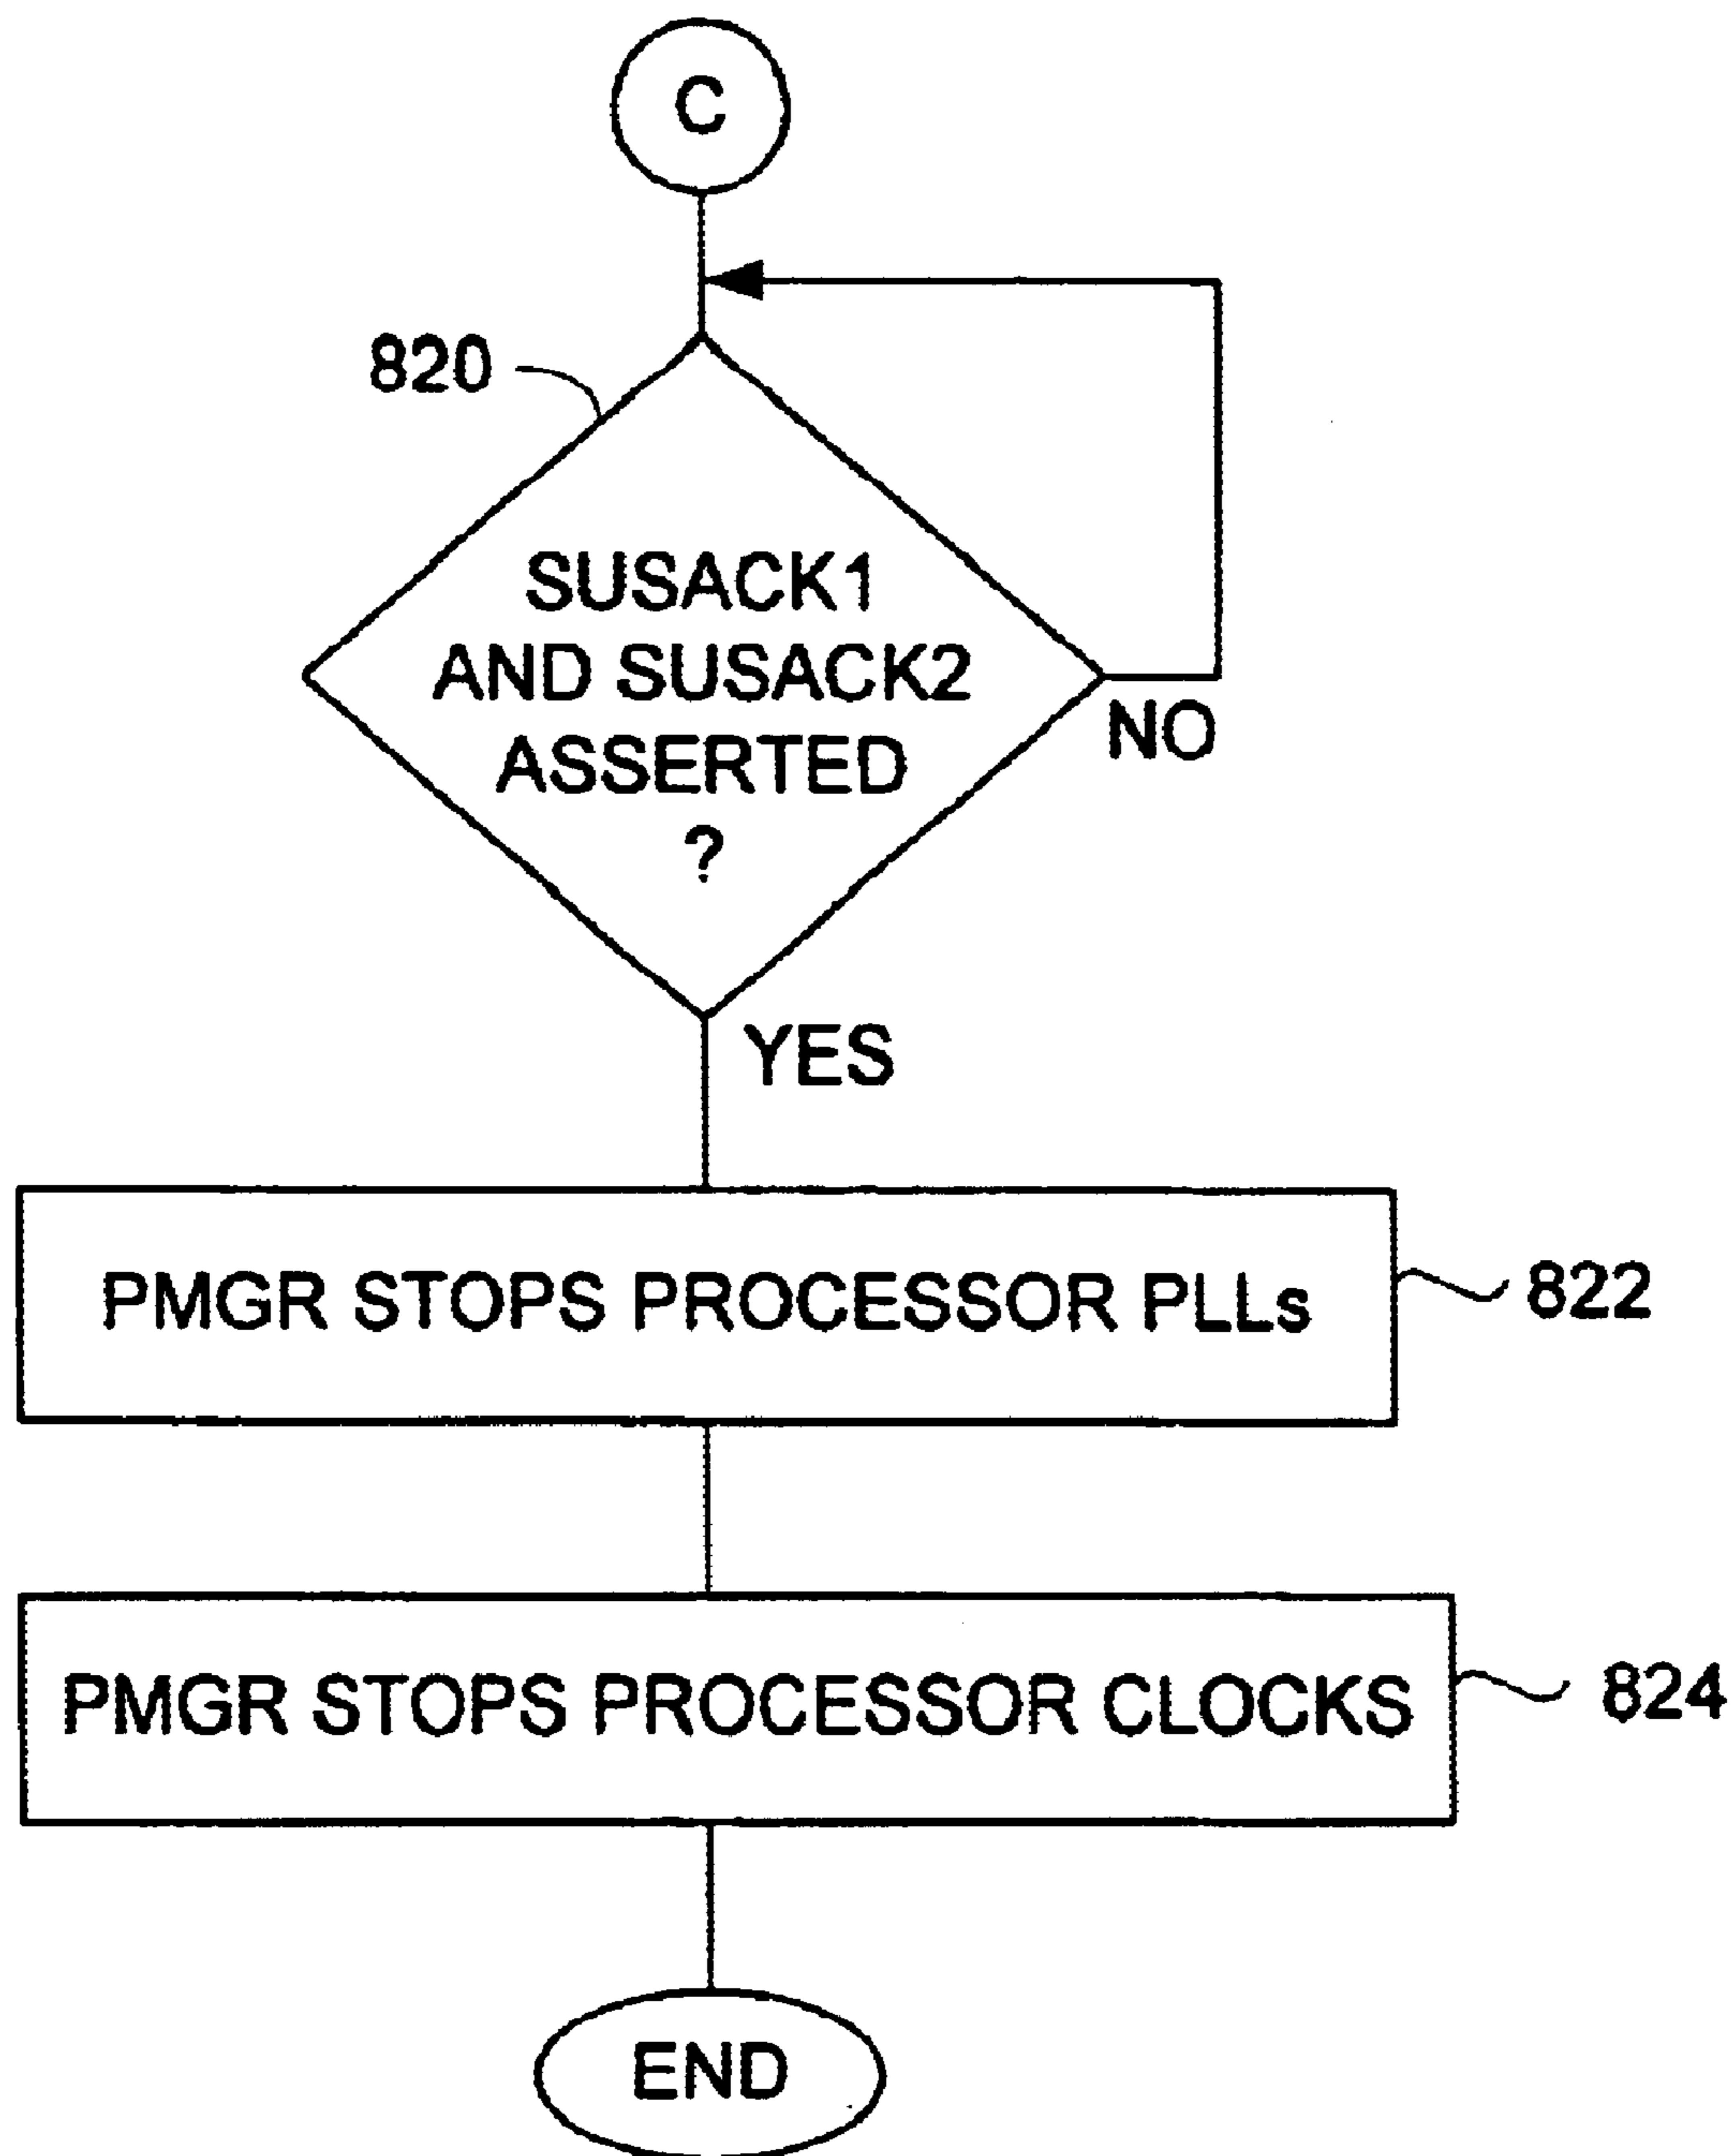 C
820
SUSACK1
AND SUSACK2
ASSERTED
?
NO
YES
PMGR STOPS PROCESSOR PLLs
822
PMGR STOPS PROCESSOR CLOCKS
824
END